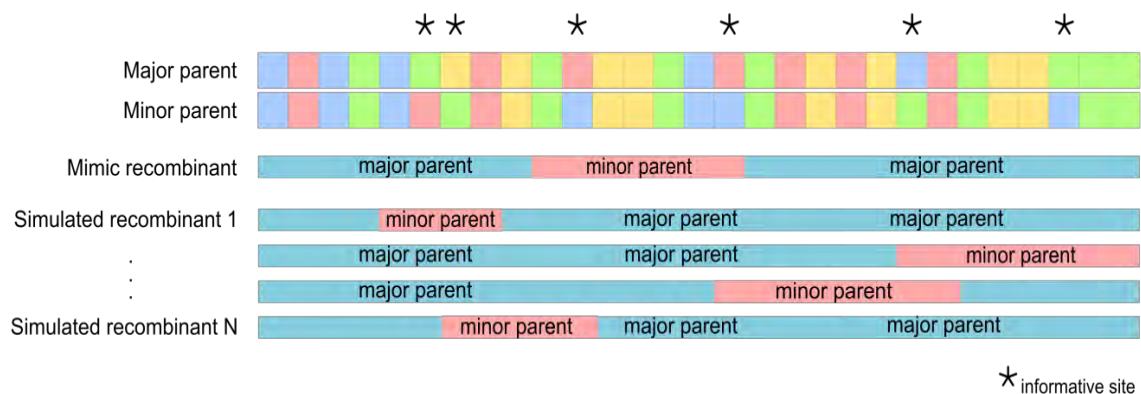 * * * * * *
Major parent
Minor parent
Mimic recombinant major parent minor parent major parent
Simulated recombinant 1 minor parent major parent major parent
. major parent major parent minor parent
.
. major parent minor parent
Simulated recombinant N minor parent major parent major parent
* informative site